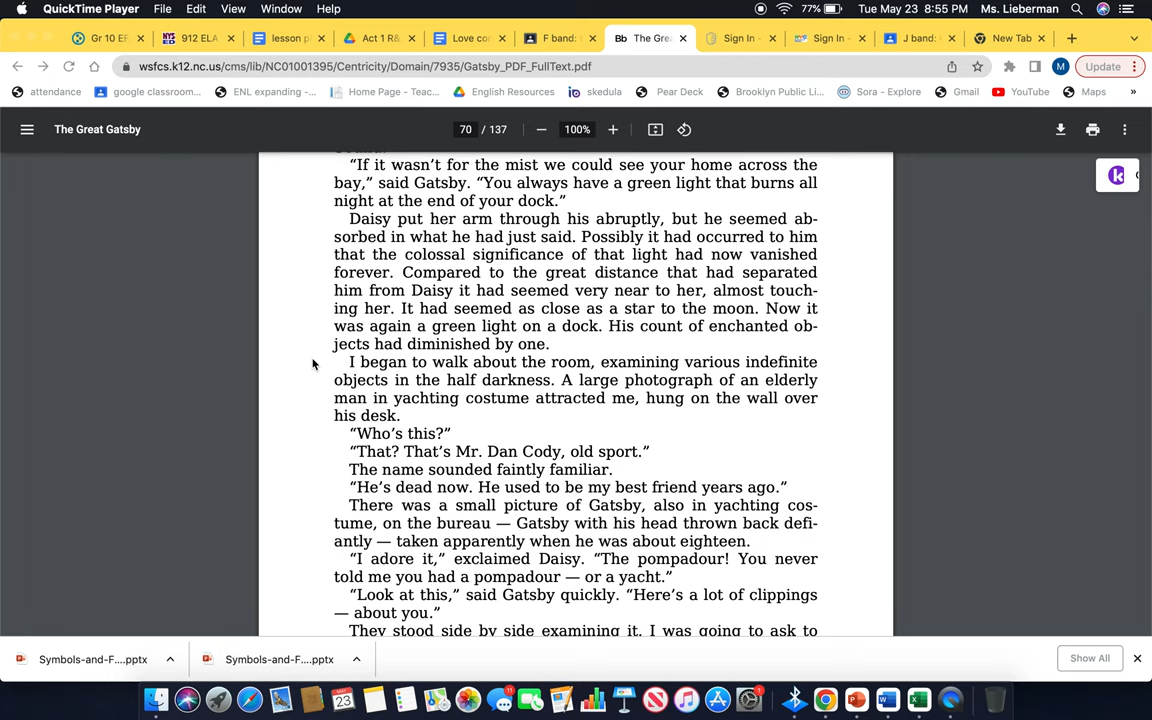 QuickTime Player File Edit View Window Help 77% Tue May 23 8:55 PM Ms. Lieberman
Gr 10 EF 912 ELA lesson p Act 1 R& Love co F band: Bb The Gre Sign In - Sign In - J band: New Tab
wsfcs.k12.nc.us/cms/lib/NC01001395/Centricity/Domain/7935/Gatsby_PDF_FullText.pdf M Update
attendance google classroom... ENL expanding -... Home Page - Teac... English Resources skedula Pear Deck Brooklyn Public Li... Sora - Explore Gmail YouTube Maps »
The Great Gatsby 70 / 137 100%
“If it wasn’t for the mist we could see your home across the
bay,” said Gatsby. “You always have a green light that burns all
night at the end of your dock.”
Daisy put her arm through his abruptly, but he seemed ab-
sorbed in what he had just said. Possibly it had occurred to him
that the colossal significance of that light had now vanished
forever. Compared to the great distance that had separated
him from Daisy it had seemed very near to her, almost touch-
ing her. It had seemed as close as a star to the moon. Now it
was again a green light on a dock. His count of enchanted ob-
jects had diminished by one.
I began to walk about the room, examining various indefinite
objects in the half darkness. A large photograph of an elderly
man in yachting costume attracted me, hung on the wall over
his desk.
“Who’s this?”
“That? That’s Mr. Dan Cody, old sport.”
The name sounded faintly familiar.
“He’s dead now. He used to be my best friend years ago.”
There was a small picture of Gatsby, also in yachting cos-
tume, on the bureau — Gatsby with his head thrown back defi-
antly — taken apparently when he was about eighteen.
“I adore it,” exclaimed Daisy. “The pompadour! You never
told me you had a pompadour — or a yacht.”
“Look at this,” said Gatsby quickly. “Here’s a lot of clippings
— about you.”
They stood side by side examining it. I was going to ask to
Symbols-and-F....pptx Symbols-and-F....pptx Show All